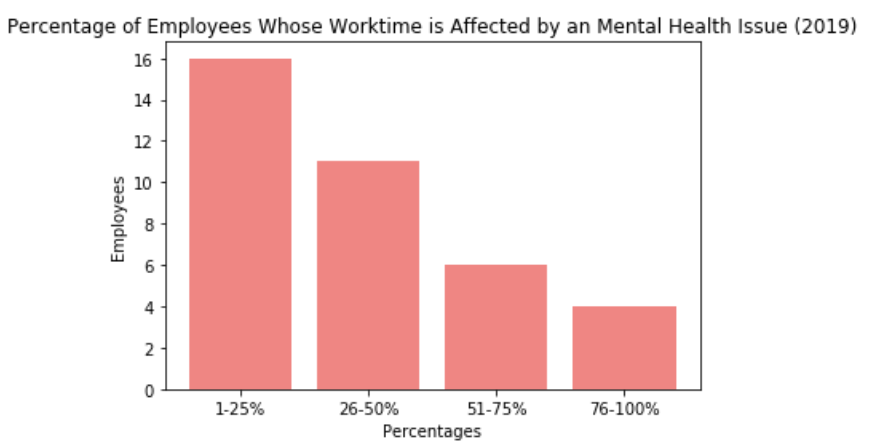 Percentage of Employees Whose Worktime is Affected by an Mental Health Issue (2019)
16
14
12
10
8
6
4
2
0
Employees
1-25% 26-50% 51-75% 76-100%
Percentages